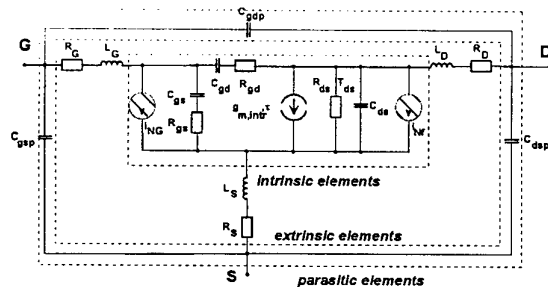 C_gdp
G
R_G
L_G
L_D
R_D
D
C_gd
R_gd
C_gs
R_gs
g_m,intr,τ
R_ds
T_ds
C_ds
i_NG
C_gsp
C_dsp
L_S
intrinsic elements
R_S
extrinsic elements
S
parasitic elements